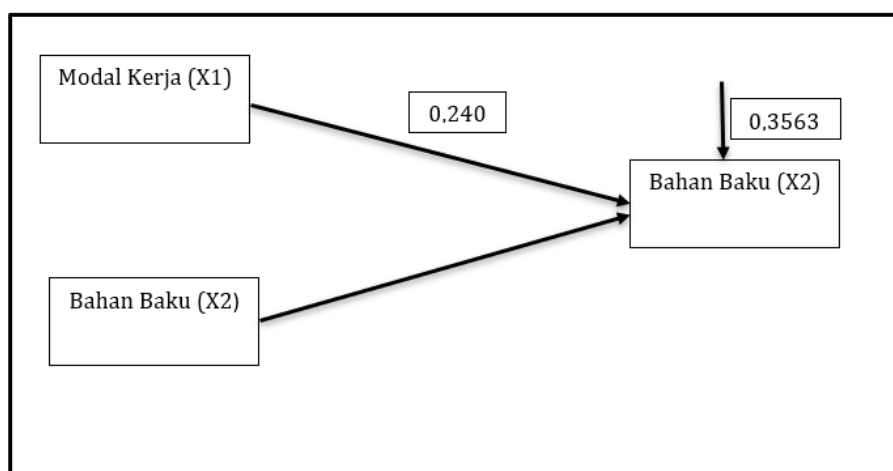 Modal Kerja (X1)
0,240
0,3563
Bahan Baku (X2)
Bahan Baku (X2)